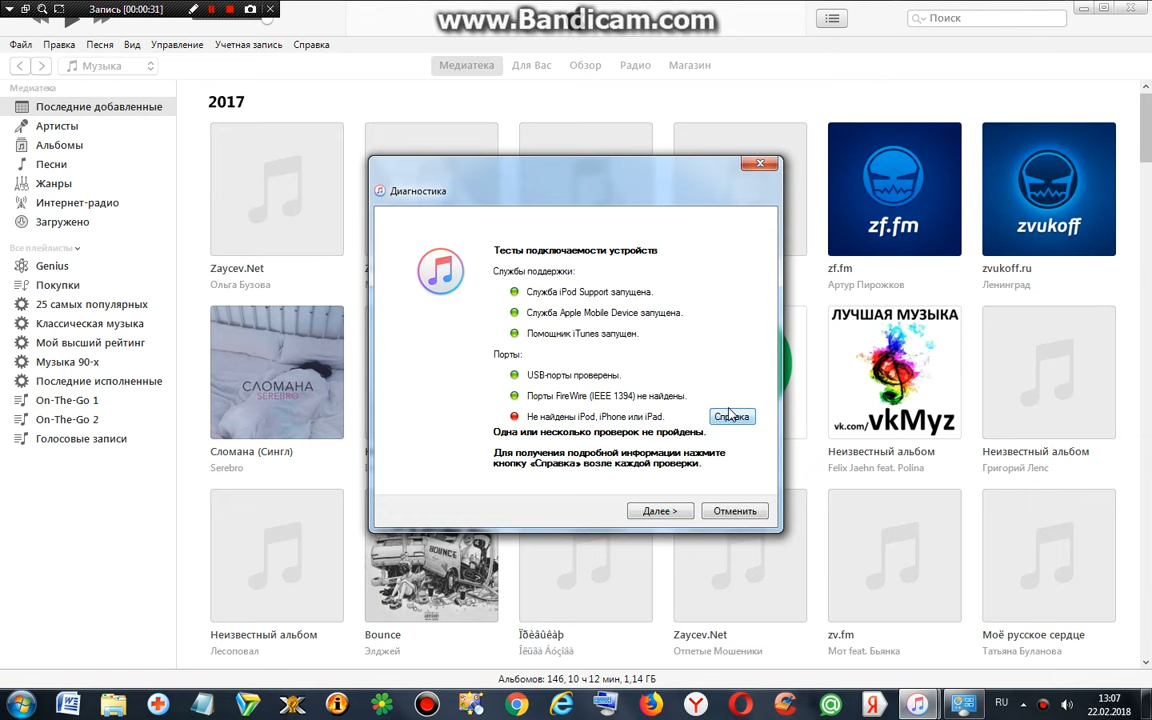 Запись [00:00:31]
www.Bandicam.com
Поиск
Файл Правка Песня Вид Управление Учетная запись Справка
Музыка
Медиатека Для Вас Обзор Радио Магазин
Медиатека
Последние добавленные
Артисты
Альбомы
Песни
Жанры
Интернет-радио
Загружено
Все плейлисты
Genius
Покупки
25 самых популярных
Классическая музыка
Мой высший рейтинг
Музыка 90-х
Последние исполненные
On-The-Go 1
On-The-Go 2
Голосовые записи
2017
zf.fm
zvukoff
Zaycev.Net
Ольга Бузова
zf.fm
Артур Пирожков
zvukoff.ru
Ленинград
Диагностика
Тесты подключаемости устройств
Службы поддержки:
Служба iPod Support запущена.
Служба Apple Mobile Device запущена.
Помощник iTunes запущен.
Порты:
USB-порты проверены.
Порты FireWire (IEEE 1394) не найдены.
Не найдены iPod, iPhone или iPad.
Справка
Одна или несколько проверок не пройдены.
Для получения подробной информации нажмите
кнопку «Справка» возле каждой проверки.
Далее >
Отменить
СЛОМАНА
SEREBRO
ЛУЧШАЯ МУЗЫКА
vk.com/vkMyz
Сломана (Сингл)
Serebro
Неизвестный альбом
Felix Jaehn feat. Polina
Неизвестный альбом
Григорий Лепс
BOUNCE
Неизвестный альбом
Лесоповал
Bounce
Элджей
Ïðèâûêàþ
Zaycev.Net
Отпетые Мошеники
zv.fm
Мот feat. Бьянка
Моё русское сердце
Татьяна Буланова
Альбомов: 146, 10 ч 12 мин, 1,14 ГБ
RU
13:07
22.02.2018